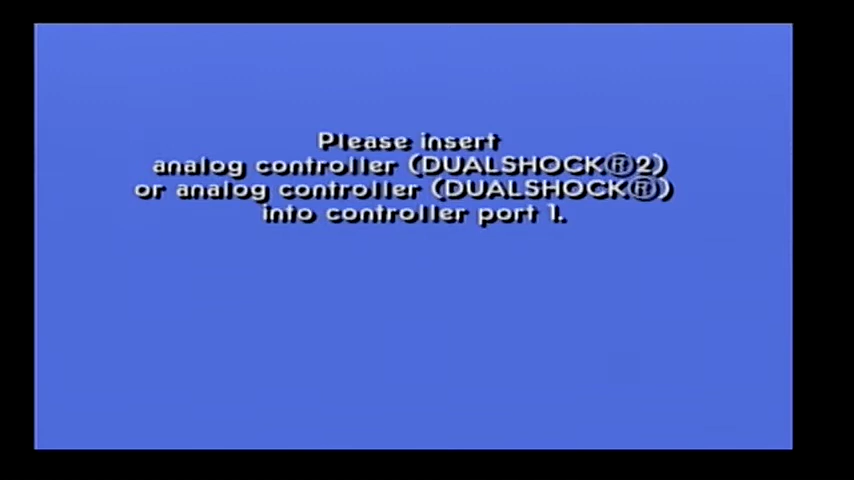 Please insert
analog controller (DUALSHOCK®2)
or analog controller (DUALSHOCK®)
into controller port 1.